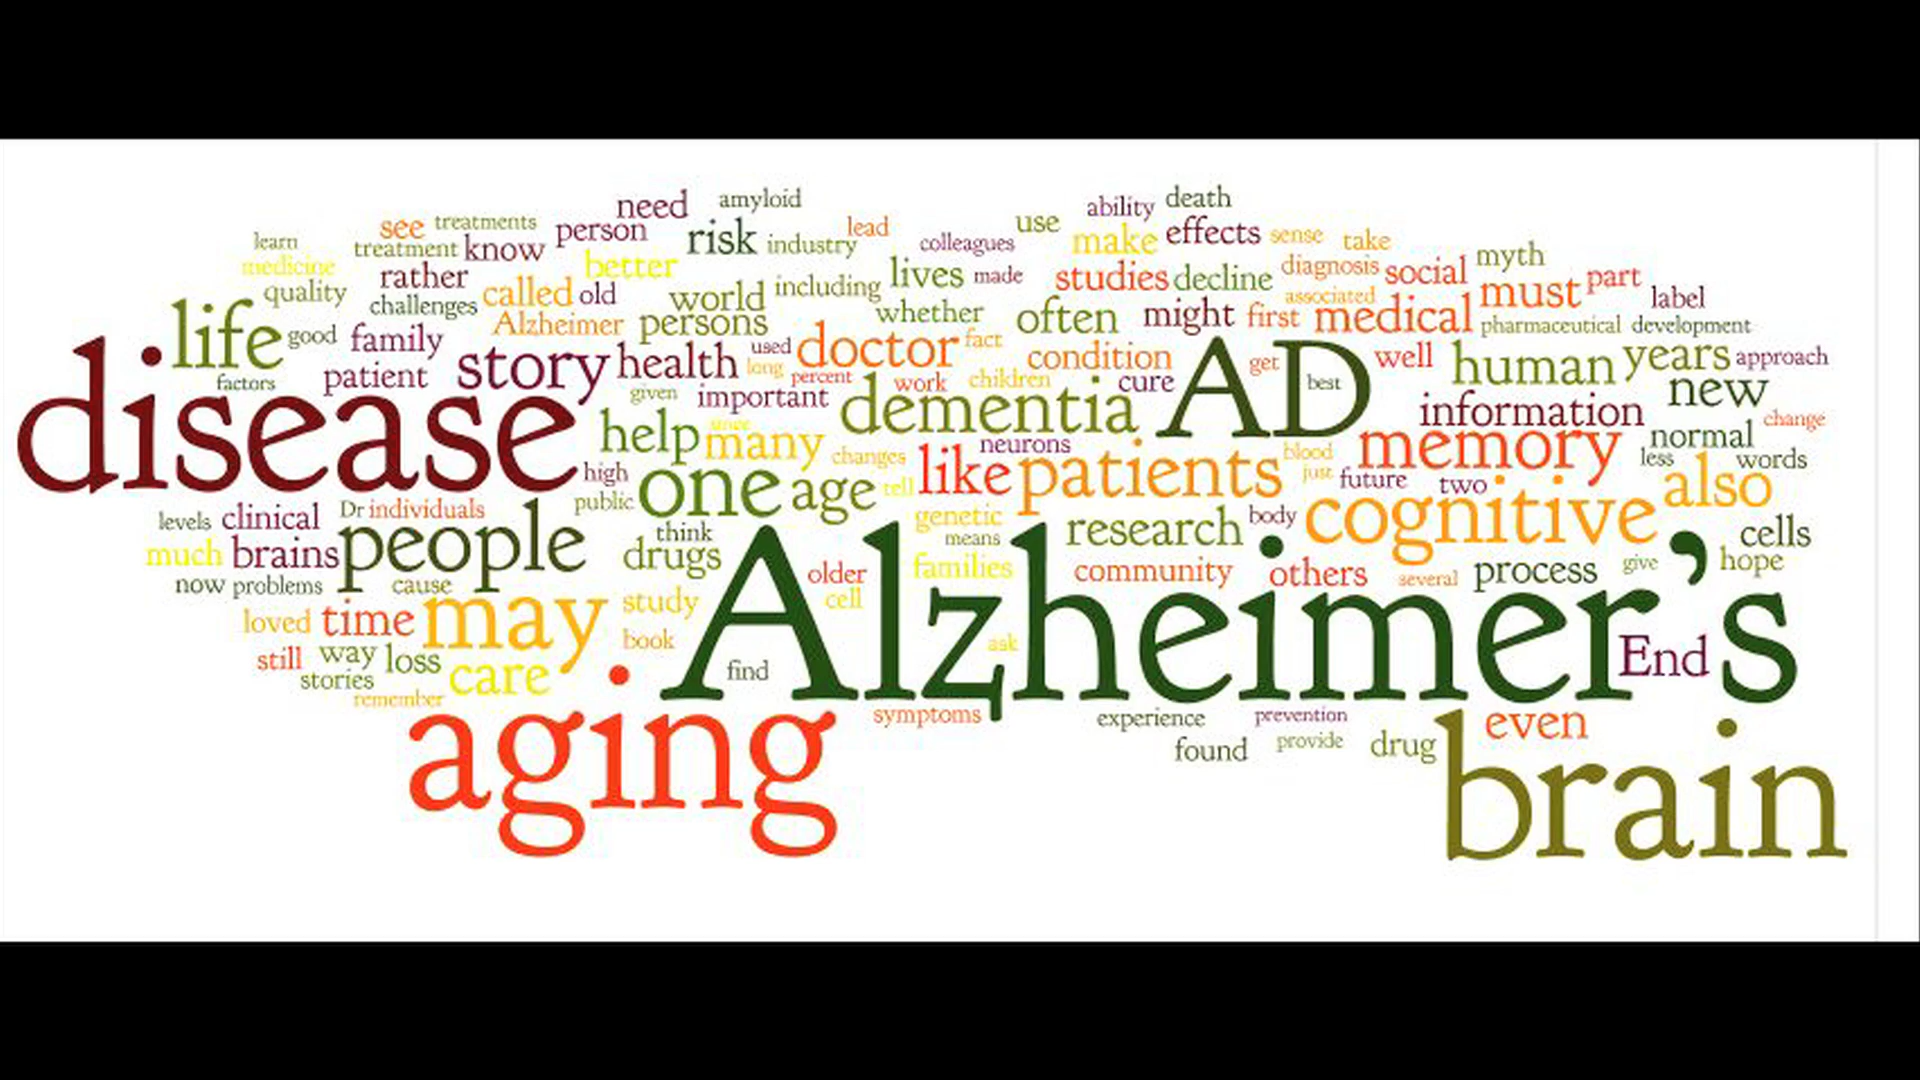 need amyloid ability death
see treatments person risk industry lead colleagues use make effects sense take
learn treatment know myth
medicine rather better lives made studies decline diagnosis social must part
quality challenges called old world including associated label
life good family Alzheimer persons whether often might first medical pharmaceutical development
disease factors patient story health used long percent doctor fact condition AD get best well human years approach
given important work children dementia cure information new change
help many changes neurons memory normal less words
high public one age tell like patients blood just future two cognitive also
levels clinical Dr individuals think genetic means research body cells
much brains people drugs families community others several process give hope
now problems cause older cell
loved time may study book Alzheimer's End
still way loss care find ask
stories remember
aging symptoms experience prevention even
found provide drug brain